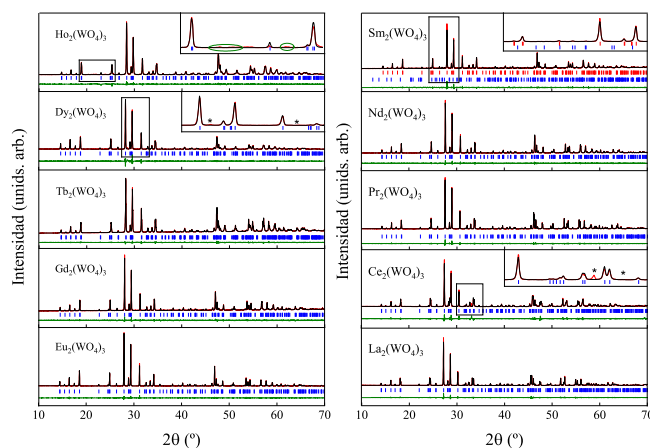 Intensidad (unids. arb.)
Ho2(WO4)3
Dy2(WO4)3
*
*
Tb2(WO4)3
Gd2(WO4)3
Eu2(WO4)3
10 20 30 40 50 60 70
2θ (º)
Intensidad (unids. arb.)
Sm2(WO4)3
Nd2(WO4)3
Pr2(WO4)3
Ce2(WO4)3
*
*
La2(WO4)3
10 20 30 40 50 60 70
2θ (º)